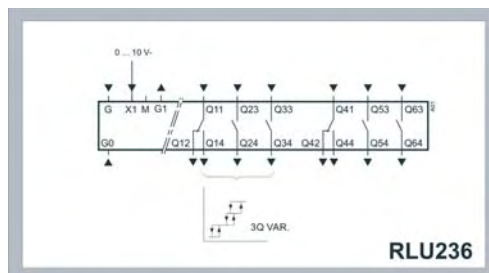 0 ... 10 V-
G X1 M G1 Q11 Q23 Q33 Q41 Q53 Q63
G0 Q12 Q14 Q24 Q34 Q42 Q44 Q54 Q64
3Q VAR.
RLU236